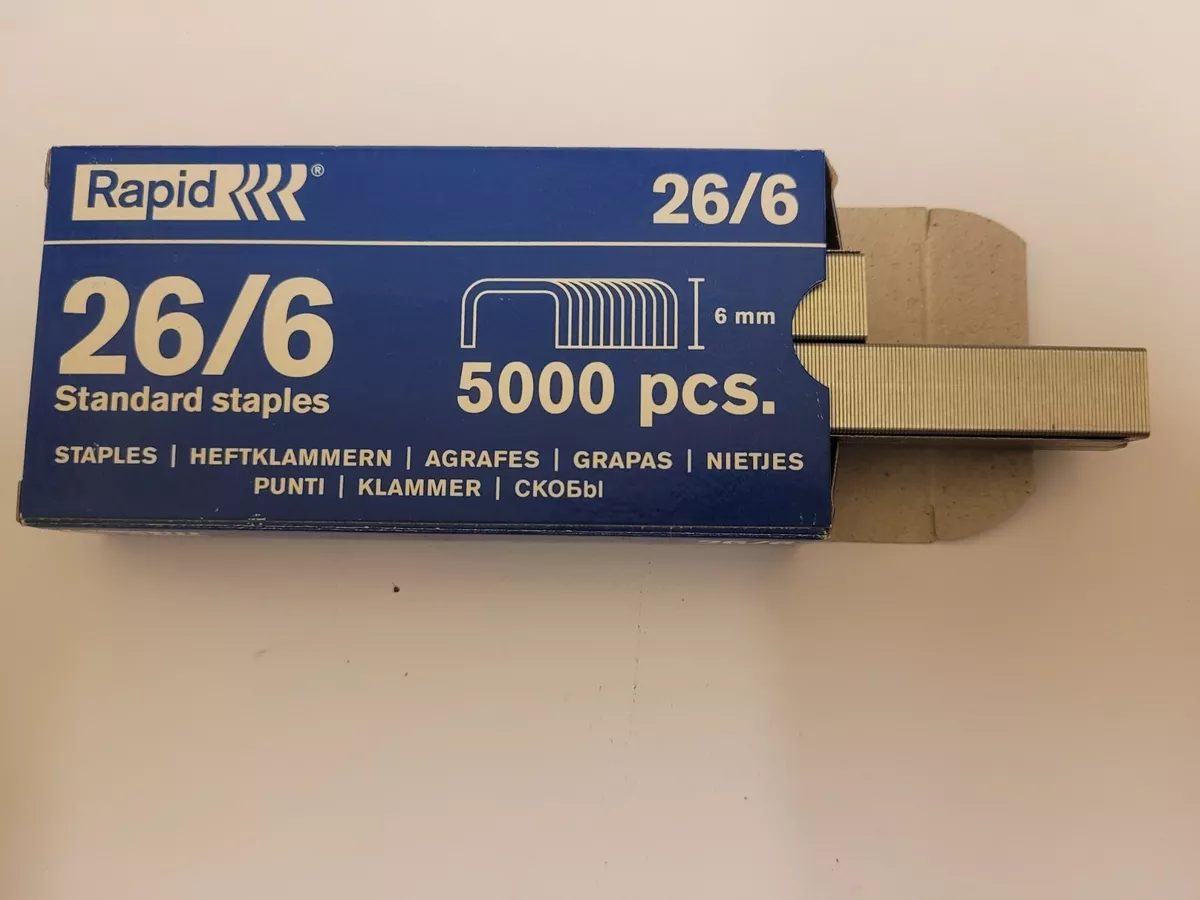 Rapid ® 26/6
26/6
6 mm
Standard staples
5000 pcs.
STAPLES | HEFTKLAMMERN | AGRAFES | GRAPAS | NIETJES
PUNTI | KLAMMER | СКОБЫ